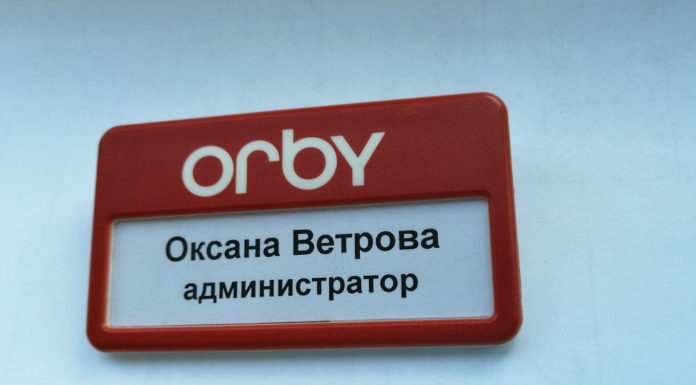 orby
Оксана Ветрова
администратор